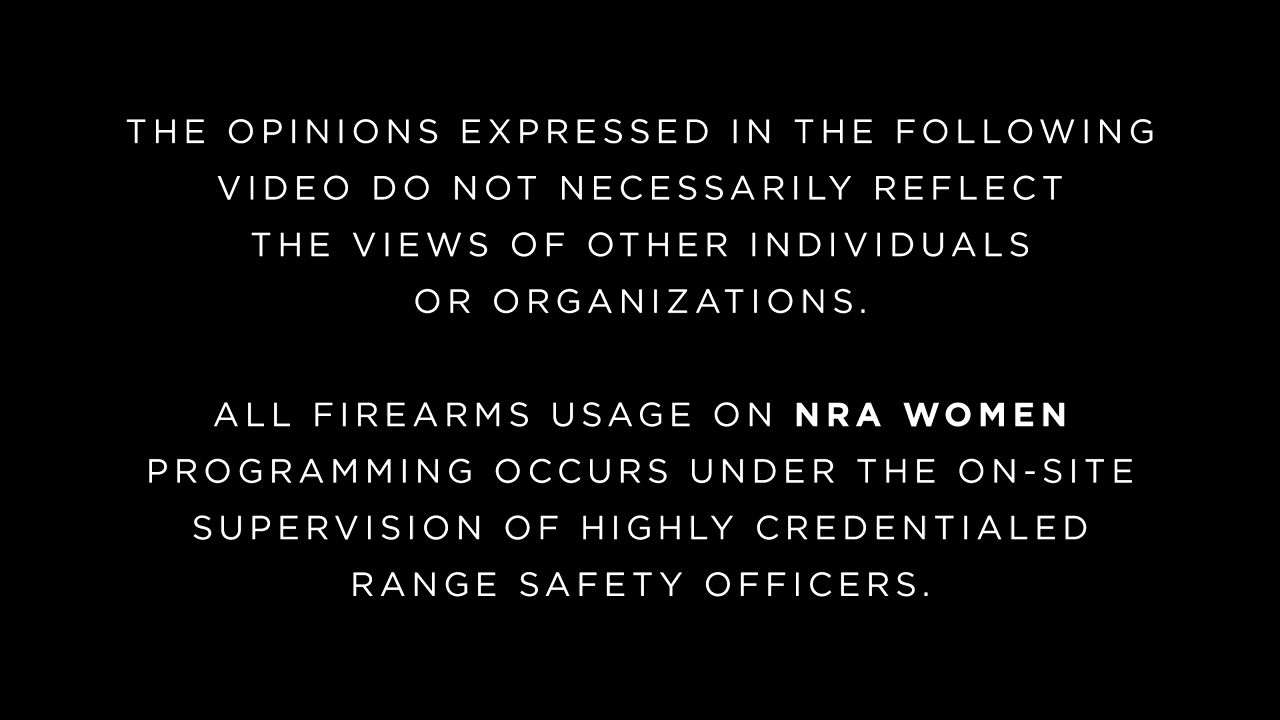 THE OPINIONS EXPRESSED IN THE FOLLOWING
VIDEO DO NOT NECESSARILY REFLECT
THE VIEWS OF OTHER INDIVIDUALS
OR ORGANIZATIONS.
ALL FIREARMS USAGE ON NRA WOMEN
PROGRAMMING OCCURS UNDER THE ON-SITE
SUPERVISION OF HIGHLY CREDENTIALED
RANGE SAFETY OFFICERS.